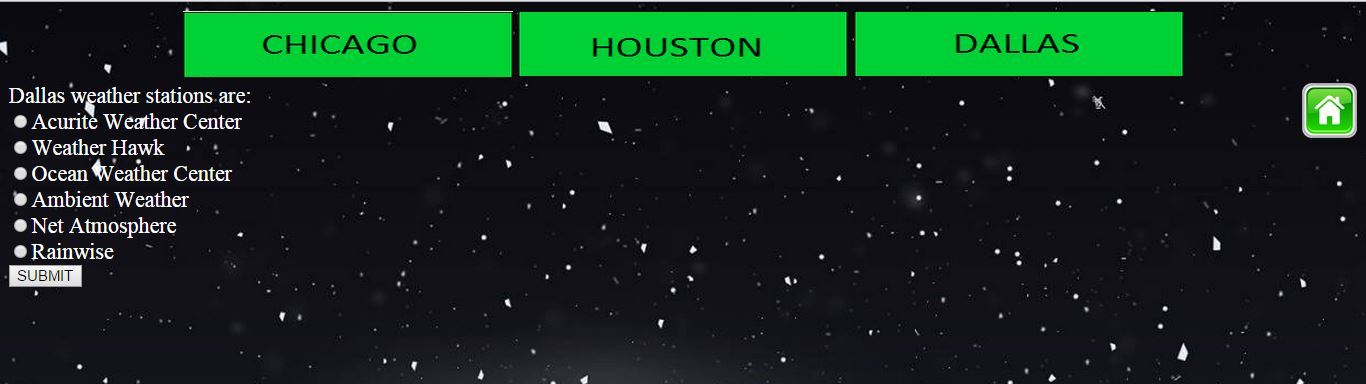 CHICAGO
HOUSTON
DALLAS
Dallas weather stations are:
Acurite Weather Center
Weather Hawk
Ocean Weather Center
Ambient Weather
Net Atmosphere
Rainwise
SUBMIT